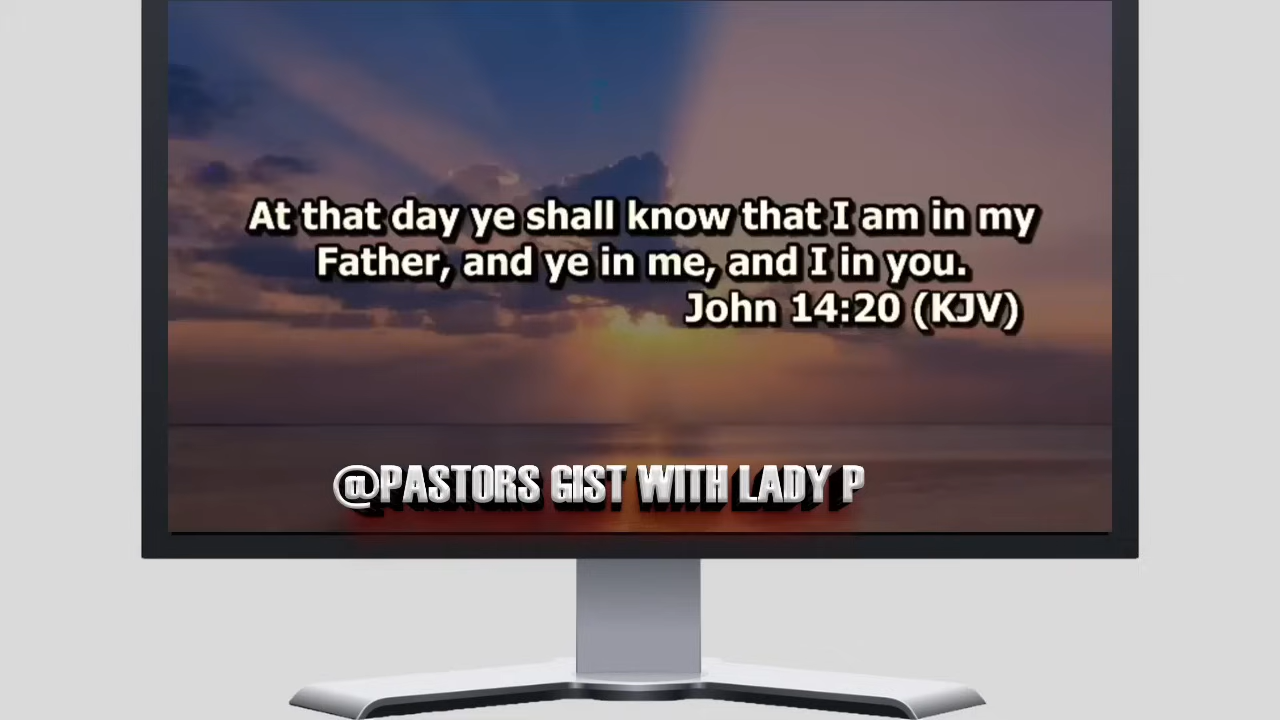 At that day ye shall know that I am in my
Father, and ye in me, and I in you.
John 14:20 (KJV)
@PASTORS GIST WITH LADY P